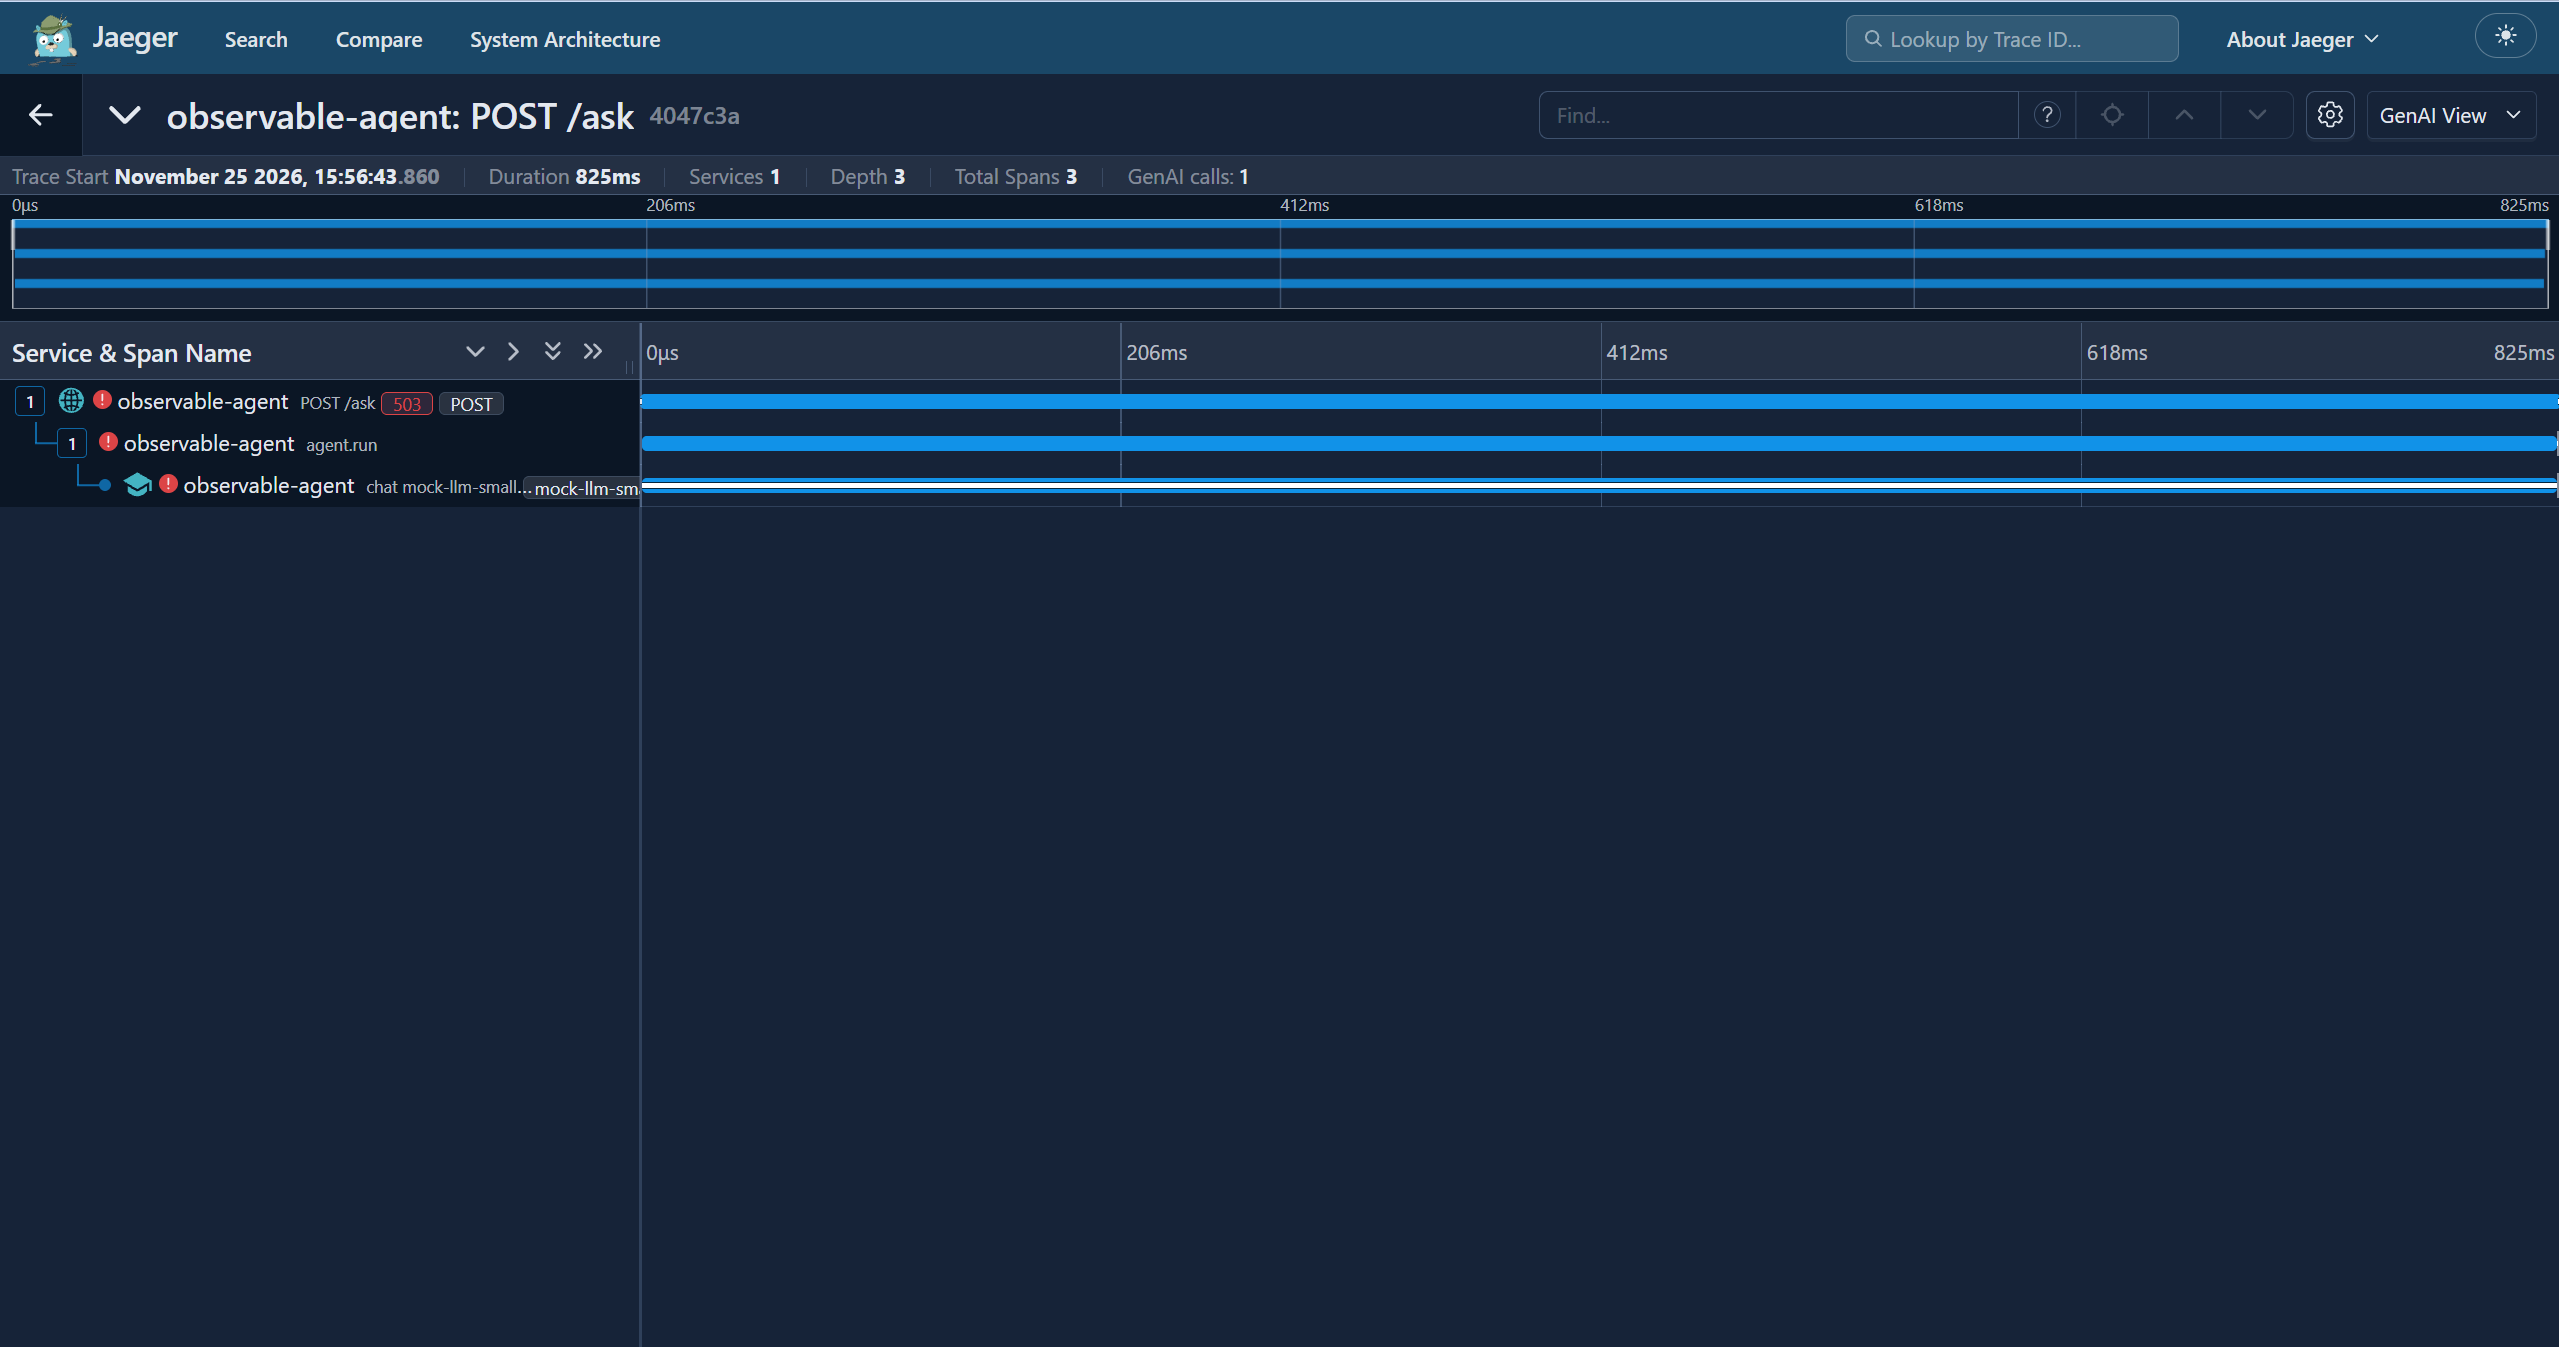 Jaeger Search Compare System Architecture Lookup by Trace ID... About Jaeger
observable-agent: POST /ask 4047c3a Find... ? GenAI View
Trace Start November 25 2026, 15:56:43.860 Duration 825ms Services 1 Depth 3 Total Spans 3 GenAI calls: 1
0μs 206ms 412ms 618ms 825ms
Service & Span Name 0μs 206ms 412ms 618ms 825ms
1 observable-agent POST /ask 503 POST
1 observable-agent agent.run
observable-agent chat mock-llm-small... mock-llm-sm